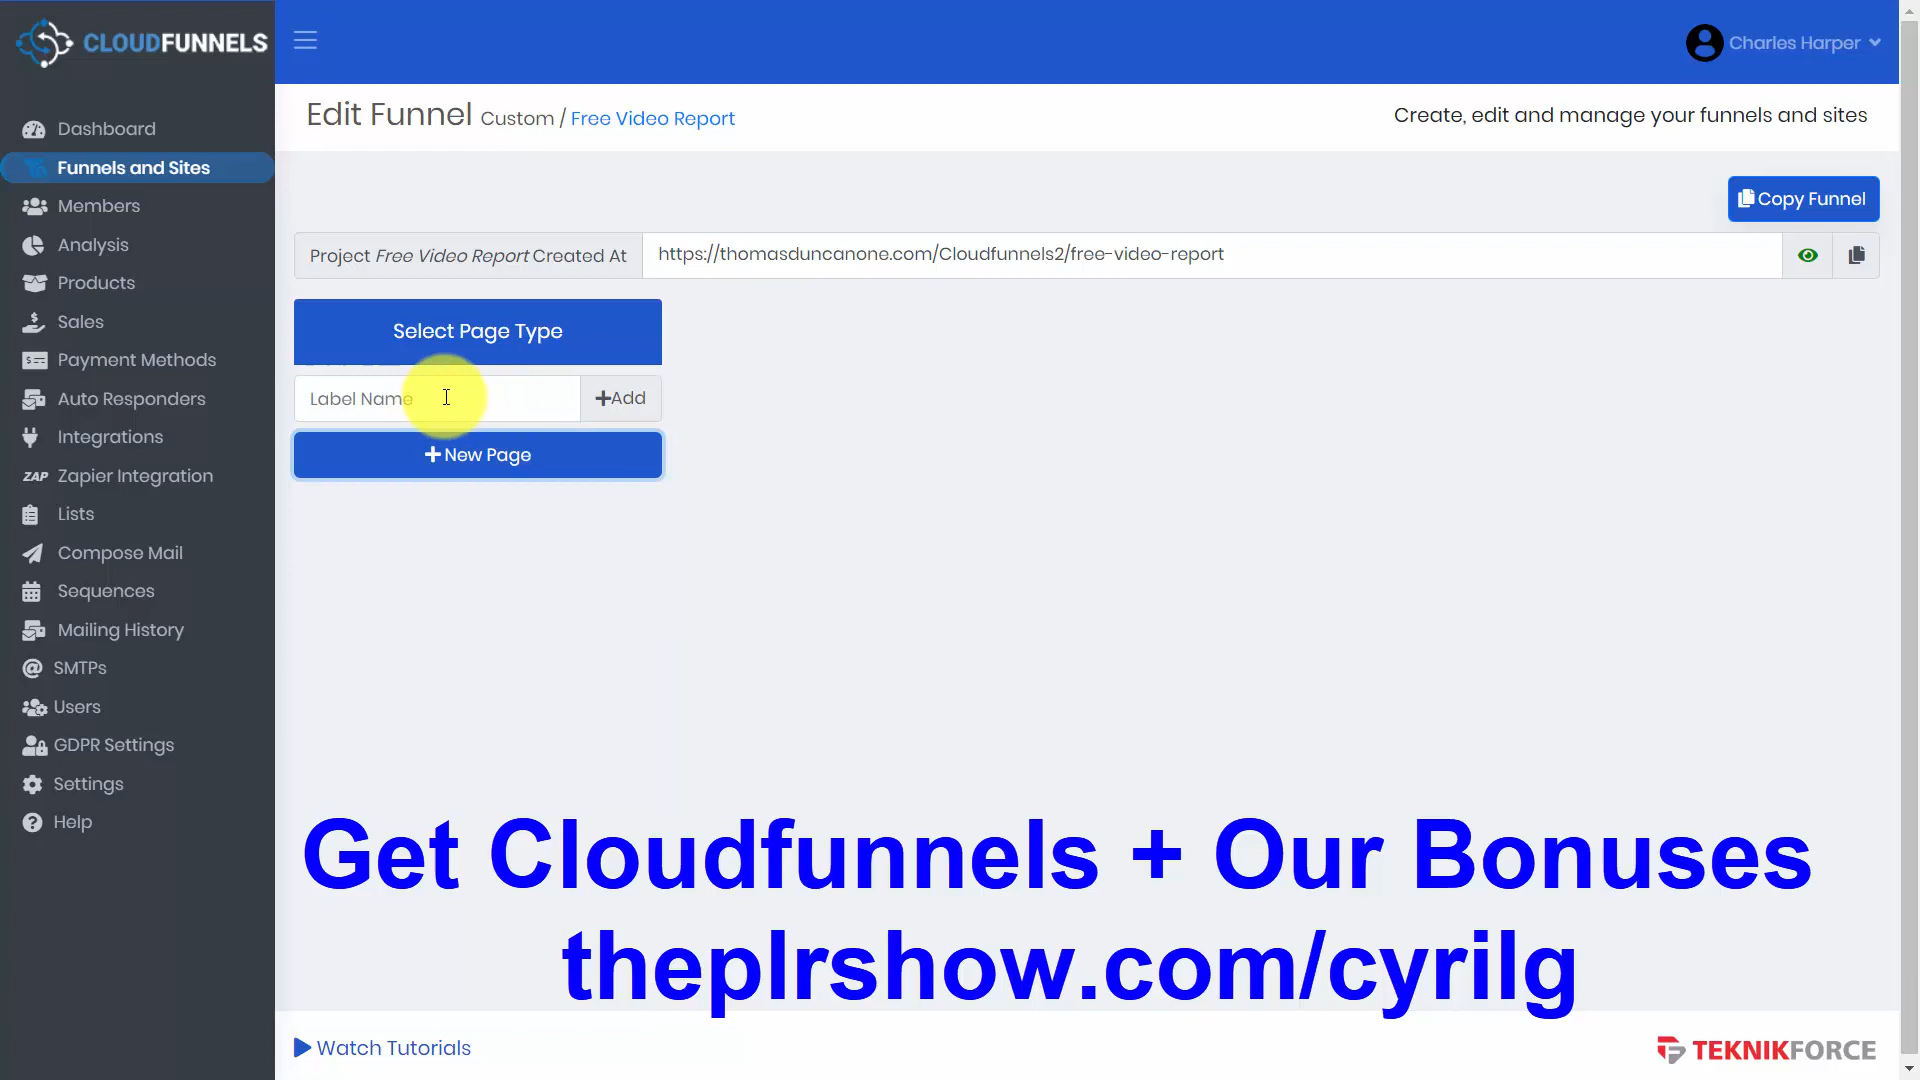 CLOUDFUNNELS
Charles Harper
Dashboard
Funnels and Sites
Members
Analysis
Products
Sales
Payment Methods
Auto Responders
Integrations
ZAP Zapier Integration
Lists
Compose Mail
Sequences
Mailing History
SMTPs
Users
GDPR Settings
Settings
Help
Edit Funnel Custom / Free Video Report
Create, edit and manage your funnels and sites
Copy Funnel
Project Free Video Report Created At
https://thomasduncanone.com/Cloudfunnels2/free-video-report
Select Page Type
Label Name
+Add
+ New Page
Get Cloudfunnels + Our Bonuses
theplrshow.com/cyrilg
Watch Tutorials
TEKNIKFORCE